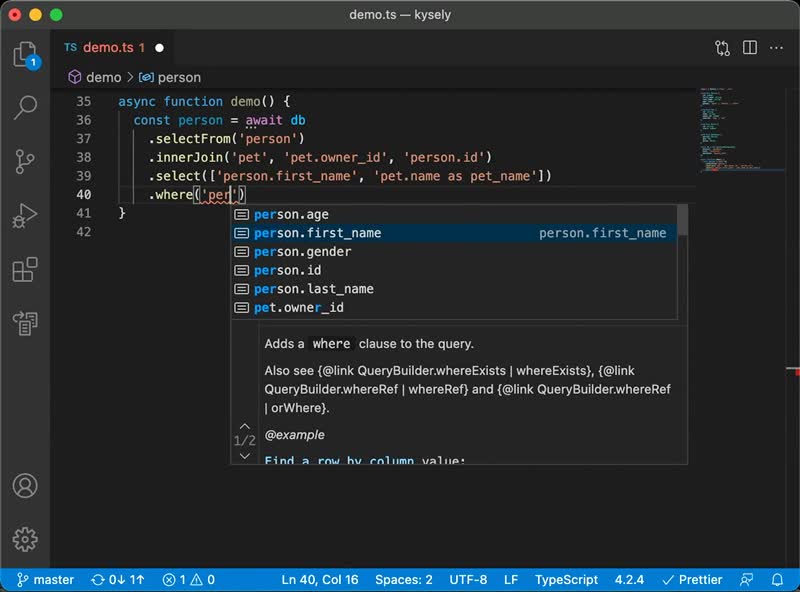 demo.ts — kysely
TS demo.ts 1
demo > person
1
35 async function demo() {
36 const person = await db
37 .selectFrom('person')
38 .innerJoin('pet', 'pet.owner_id', 'person.id')
39 .select(['person.first_name', 'pet.name as pet_name'])
40 .where('per')
41 }
42
person.age
person.first_name person.first_name
person.gender
person.id
person.last_name
pet.owner_id
Adds a where clause to the query.
Also see {@link QueryBuilder.whereExists | whereExists}, {@link
QueryBuilder.whereRef | whereRef} and {@link QueryBuilder.whereRef
| orWhere}.
@example
1/2
Find a row by column value:
master 0↓ 1↑ 1 0 Ln 40, Col 16 Spaces: 2 UTF-8 LF TypeScript 4.2.4 Prettier